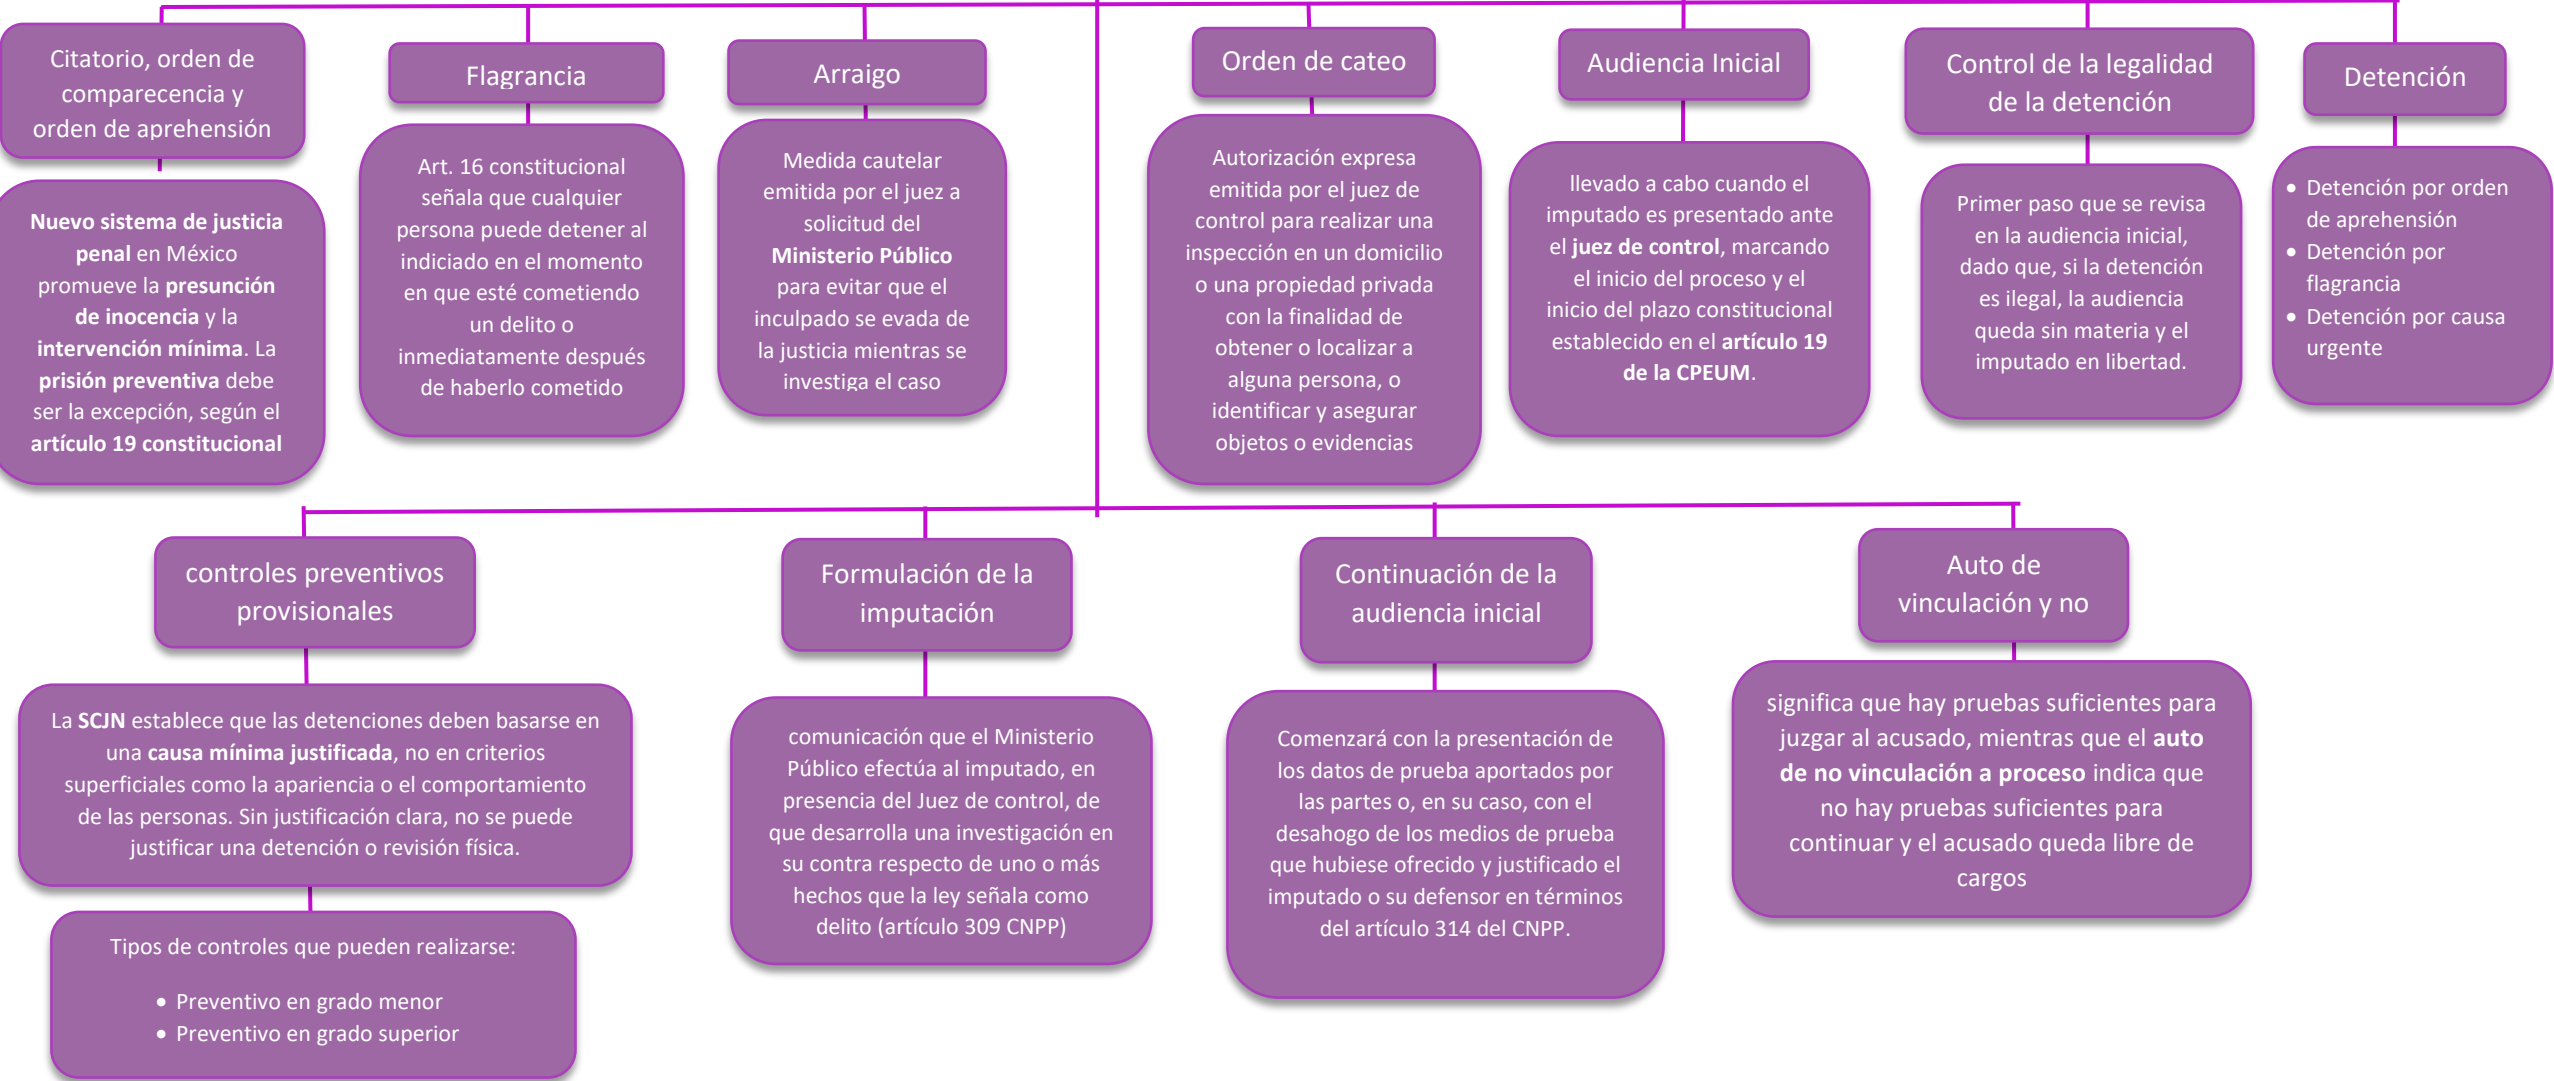 Citatorio, orden de
comparecencia y
orden de aprehensión
Nuevo sistema de justicia
penal en México
promueve la presunción
de inocencia y la
intervención mínima. La
prisión preventiva debe
ser la excepción, según el
artículo 19 constitucional
Flagrancia
Art. 16 constitucional
señala que cualquier
persona puede detener al
indiciado en el momento
en que esté cometiendo
un delito o
inmediatamente después
de haberlo cometido
Arraigo
Medida cautelar
emitida por el juez a
solicitud del
Ministerio Público
para evitar que el
inculpado se evada de
la justicia mientras se
investiga el caso
Orden de cateo
Autorización expresa
emitida por el juez de
control para realizar una
inspección en un domicilio
o una propiedad privada
con la finalidad de
obtener o localizar a
alguna persona, o
identificar y asegurar
objetos o evidencias
Audiencia Inicial
llevado a cabo cuando el
imputado es presentado ante
el juez de control, marcando
el inicio del proceso y el
inicio del plazo constitucional
establecido en el artículo 19
de la CPEUM.
Control de la legalidad
de la detención
Primer paso que se revisa
en la audiencia inicial,
dado que, si la detención
es ilegal, la audiencia
queda sin materia y el
imputado en libertad.
Detención
• Detención por orden
de aprehensión
• Detención por
flagrancia
• Detención por causa
urgente
controles preventivos
provisionales
La SCJN establece que las detenciones deben basarse en
una causa mínima justificada, no en criterios
superficiales como la apariencia o el comportamiento
de las personas. Sin justificación clara, no se puede
justificar una detención o revisión física.
Tipos de controles que pueden realizarse:
• Preventivo en grado menor
• Preventivo en grado superior
Formulación de la
imputación
comunicación que el Ministerio
Público efectúa al imputado, en
presencia del Juez de control, de
que desarrolla una investigación en
su contra respecto de uno o más
hechos que la ley señala como
delito (artículo 309 CNPP)
Continuación de la
audiencia inicial
Comenzará con la presentación de
los datos de prueba aportados por
las partes o, en su caso, con el
desahogo de los medios de prueba
que hubiese ofrecido y justificado el
imputado o su defensor en términos
del artículo 314 del CNPP.
Auto de
vinculación y no
significa que hay pruebas suficientes para
juzgar al acusado, mientras que el auto
de no vinculación a proceso indica que
no hay pruebas suficientes para
continuar y el acusado queda libre de
cargos